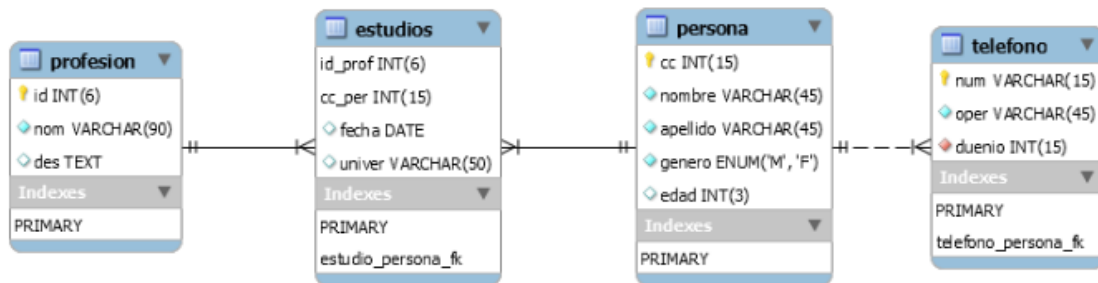 profesion
id INT(6)
nom VARCHAR(90)
des TEXT
Indexes
PRIMARY
estudios
id_prof INT(6)
cc_per INT(15)
fecha DATE
univer VARCHAR(50)
Indexes
PRIMARY
estudio_persona_fk
persona
cc INT(15)
nombre VARCHAR(45)
apellido VARCHAR(45)
genero ENUM('M', 'F')
edad INT(3)
Indexes
PRIMARY
telefono
num VARCHAR(15)
oper VARCHAR(45)
duenio INT(15)
Indexes
PRIMARY
telefono_persona_fk